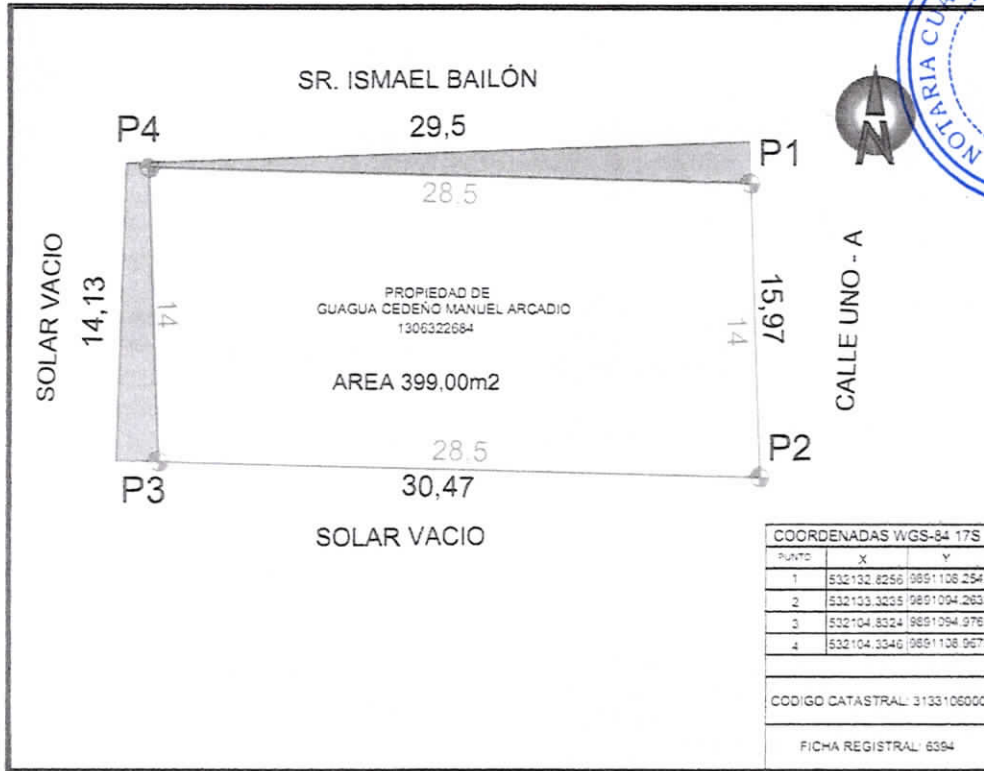 NOTARIA
SR. ISMAEL BAILÓN
29,5
P4
P1
28.5
SOLAR VACIO
14,13
14
PROPIEDAD DE
GUAGUA CEDEÑO MANUEL ARCADIO
1306322684
AREA 399.00m2
14
15,97
CALLE UNO - A
28.5
P3
P2
30,47
SOLAR VACIO
N
COORDENADAS WGS-84 17S
PUNTO X Y
1 532132.8256 9891108.254
2 532133.3235 9891094.263
3 532104.8324 9891094.976
4 532104.3346 9891108.967
CODIGO CATASTRAL: 3133106000
FICHA REGISTRAL: 6394